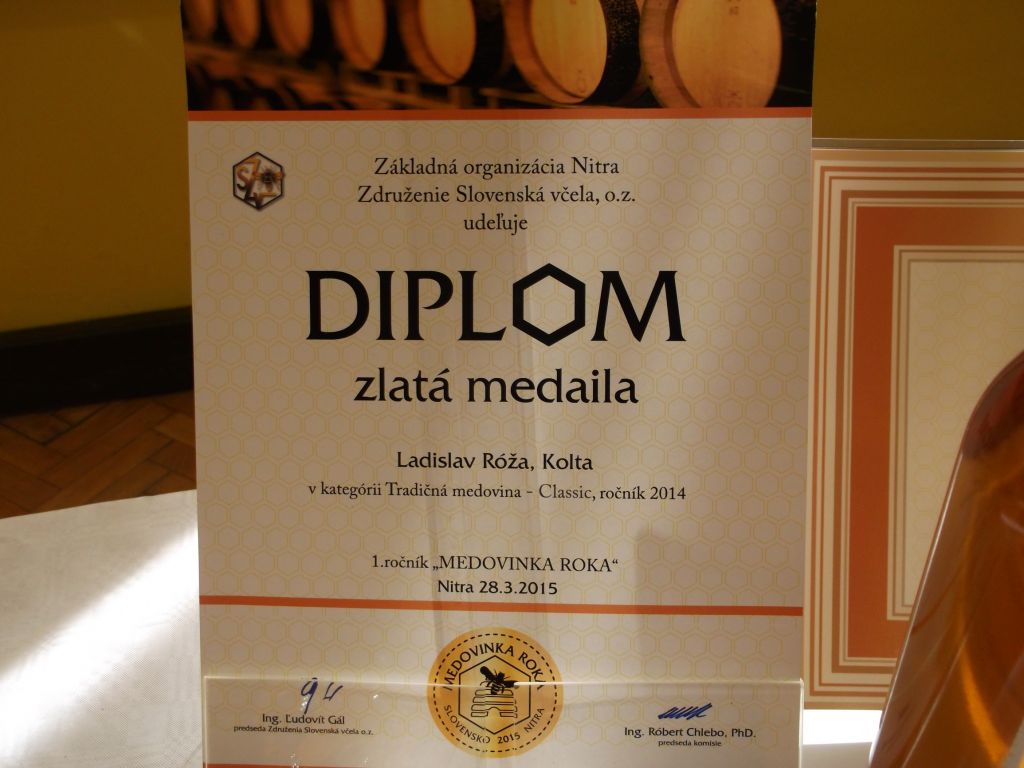 SZ
Základná organizácia Nitra
Združenie Slovenská včela, o.z.
udeľuje
DIPLOM
zlatá medaila
Ladislav Róža, Kolta
v kategórii Tradičná medovina - Classic, ročník 2014
1.ročník „MEDOVINKA ROKA“
Nitra 28.3.2015
MEDOVINKA ROKA
SLOVENSKO 2015 NITRA
Ing. Ľudovít Gál
predseda Združenia Slovenská včela o.z.
Ing. Róbert Chlebo, PhD.
predseda komisie